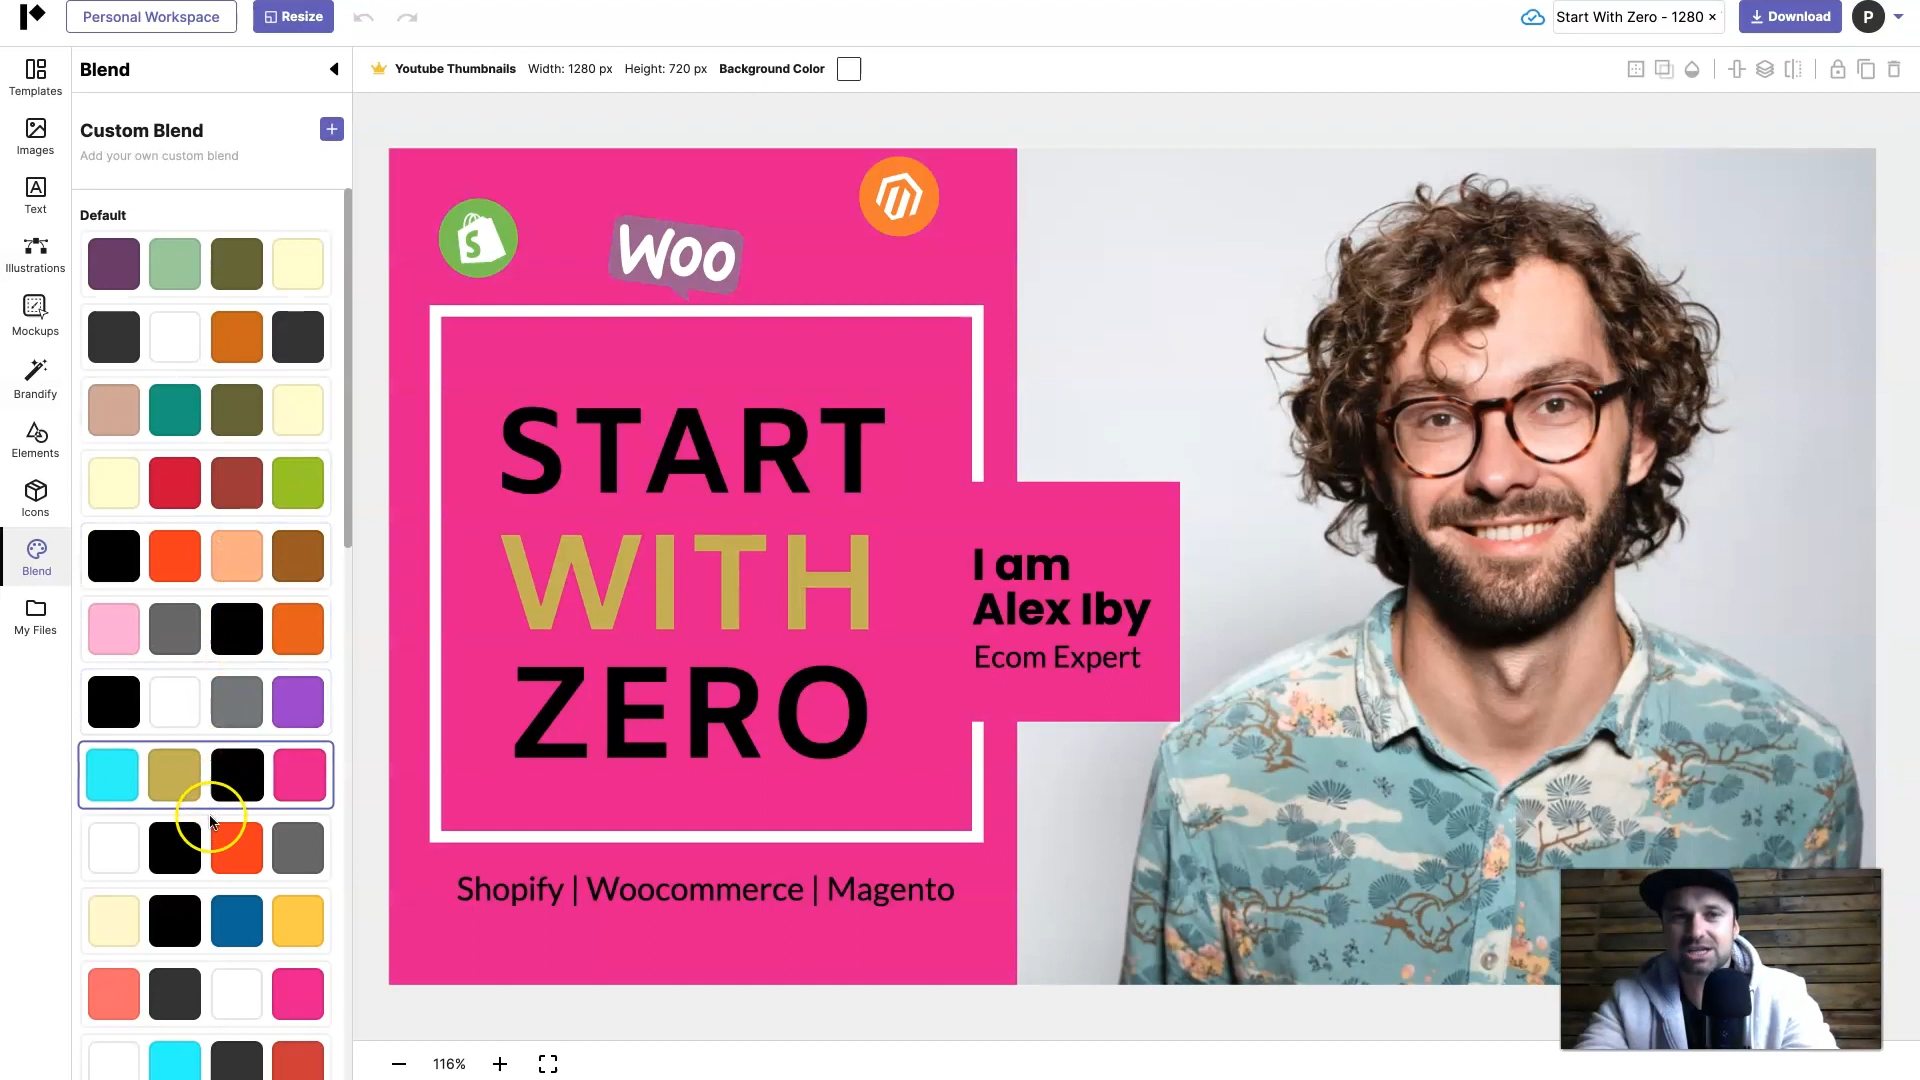 Personal Workspace
Resize
Start With Zero - 1280 ×
Download
P
Templates
Images
Text
Illustrations
Mockups
Brandify
Elements
Icons
Blend
My Files
Blend
Custom Blend
Add your own custom blend
Default
Youtube Thumbnails Width: 1280 px Height: 720 px Background Color
S
WOO
START
WITH
ZERO
I am
Alex Iby
Ecom Expert
Shopify | Woocommerce | Magento
116%